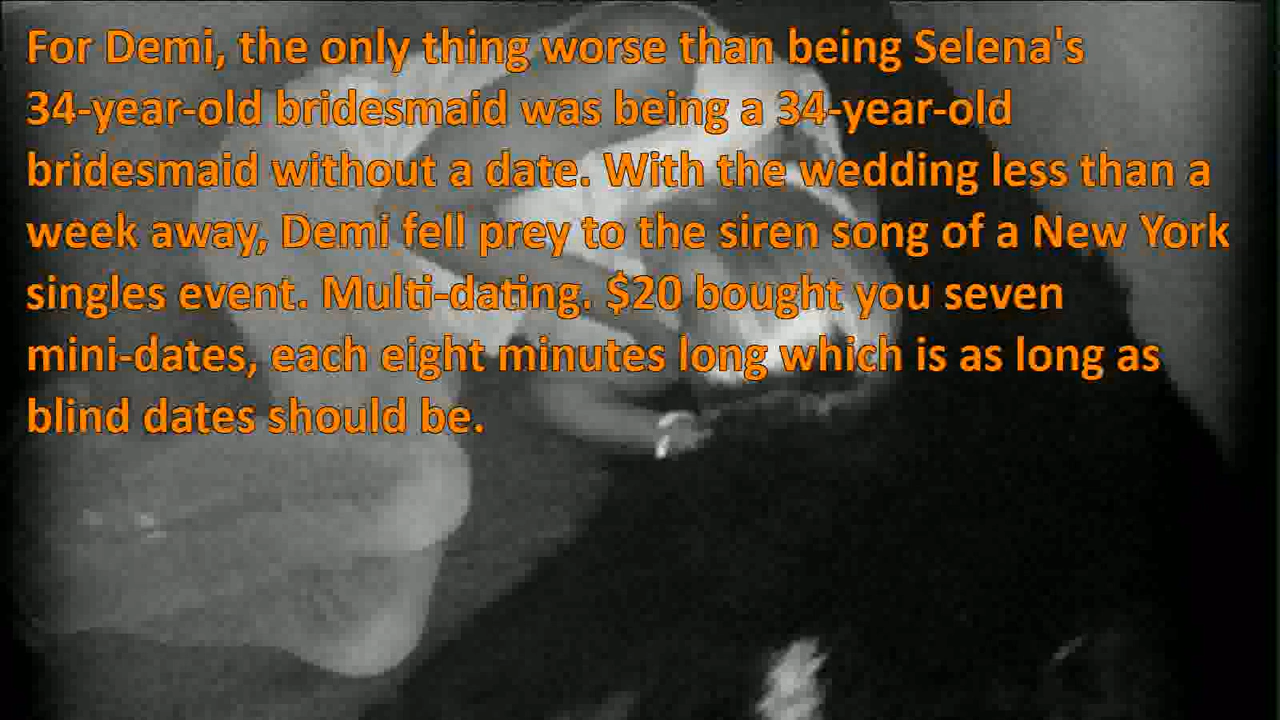 For Demi, the only thing worse than being Selena's
34-year-old bridesmaid was being a 34-year-old
bridesmaid without a date. With the wedding less than a
week away, Demi fell prey to the siren song of a New York
singles event. Multi-dating. $20 bought you seven
mini-dates, each eight minutes long which is as long as
blind dates should be.